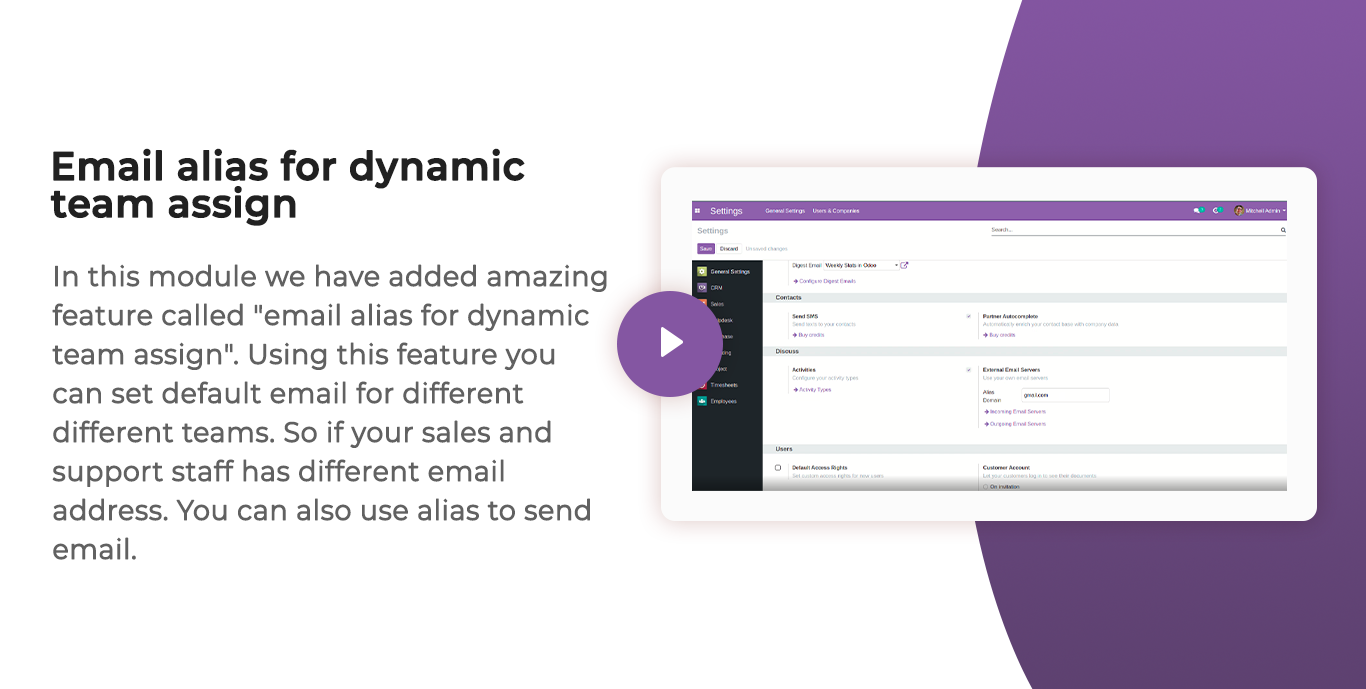 Email alias for dynamic
team assign
In this module we have added amazing
feature called "email alias for dynamic
team assign". Using this feature you
can set default email for different
different teams. So if your sales and
support staff has different email
address. You can also use alias to send
email.
Settings
General Settings
Users & Companies
Mitchell Admin
Settings
Search...
Save
Discard
Unsaved changes
General Settings
CRM
Sales
Timesheets
Employees
Digest Email
Weekly Stats in Odoo
Configure Digest Emails
Contacts
Send SMS
Send texts to your contacts
Buy credits
Partner Autocomplete
Automatically enrich your contact base with company data
Buy credits
Discuss
Activities
Configure your activity types
Activity Types
External Email Servers
Use your own email servers
Alias
Domain
gmail.com
Incoming Email Servers
Outgoing Email Servers
Users
Default Access Rights
Set custom access rights for new users
Customer Account
Let your customers log in to see their documents
On invitation